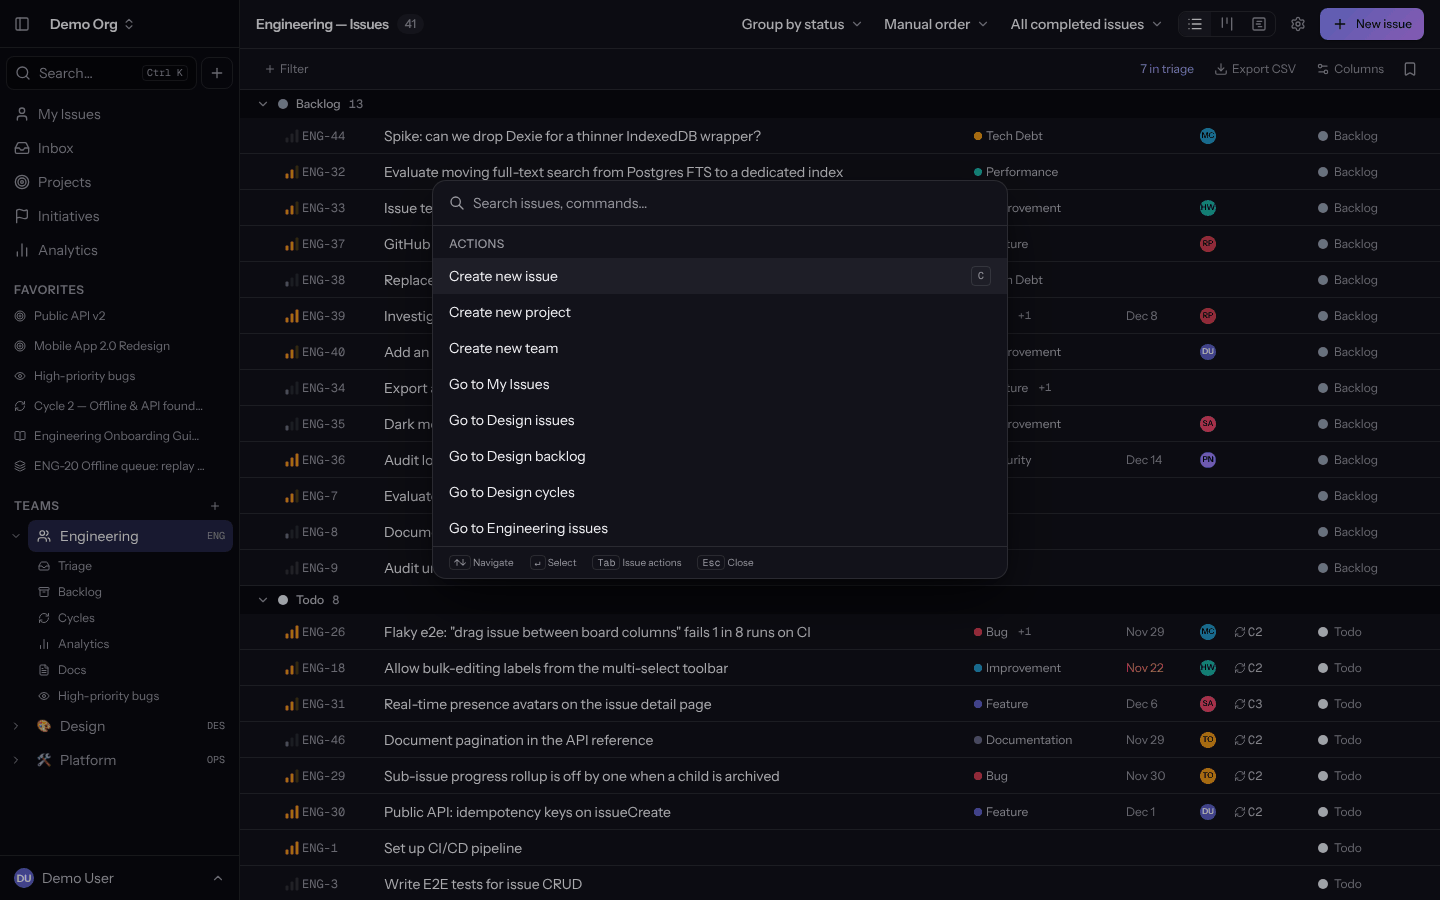 Demo Org
Engineering — Issues 41
Group by status
Manual order
All completed issues
New issue
Search...
Ctrl K
Filter
7 in triage
Export CSV
Columns
My Issues
Inbox
Projects
Initiatives
Analytics
FAVORITES
Public API v2
Mobile App 2.0 Redesign
High-priority bugs
Cycle 2 — Offline & API found...
Engineering Onboarding Gui...
ENG-20 Offline queue: replay ...
TEAMS
Engineering ENG
Triage
Backlog
Cycles
Analytics
Docs
High-priority bugs
Design DES
Platform OPS
DU Demo User
Backlog 13
ENG-44 Spike: can we drop Dexie for a thinner IndexedDB wrapper? Tech Debt MC Backlog
ENG-32 Evaluate moving full-text search from Postgres FTS to a dedicated index Performance Backlog
ENG-33 Issue te rovement HW Backlog
ENG-37 GitHub ture RP Backlog
ENG-38 Replace Debt Backlog
ENG-39 Investig +1 Dec 8 RP Backlog
ENG-40 Add an rovement DU Backlog
ENG-34 Export ture +1 Backlog
ENG-35 Dark m rovement SA Backlog
ENG-36 Audit lo urity Dec 14 PN Backlog
ENG-7 Evaluat Backlog
ENG-8 Docum Backlog
ENG-9 Audit u Backlog
Search issues, commands...
ACTIONS
Create new issue C
Create new project
Create new team
Go to My Issues
Go to Design issues
Go to Design backlog
Go to Design cycles
Go to Engineering issues
↑↓ Navigate ↵ Select Tab Issue actions Esc Close
Todo 8
ENG-26 Flaky e2e: "drag issue between board columns" fails 1 in 8 runs on CI Bug +1 Nov 29 MC C2 Todo
ENG-18 Allow bulk-editing labels from the multi-select toolbar Improvement Nov 22 HW C2 Todo
ENG-31 Real-time presence avatars on the issue detail page Feature Dec 6 SA C3 Todo
ENG-46 Document pagination in the API reference Documentation Nov 29 TO C2 Todo
ENG-29 Sub-issue progress rollup is off by one when a child is archived Bug Nov 30 TO C2 Todo
ENG-30 Public API: idempotency keys on issueCreate Feature Dec 1 DU C2 Todo
ENG-1 Set up CI/CD pipeline Todo
ENG-3 Write E2E tests for issue CRUD Todo